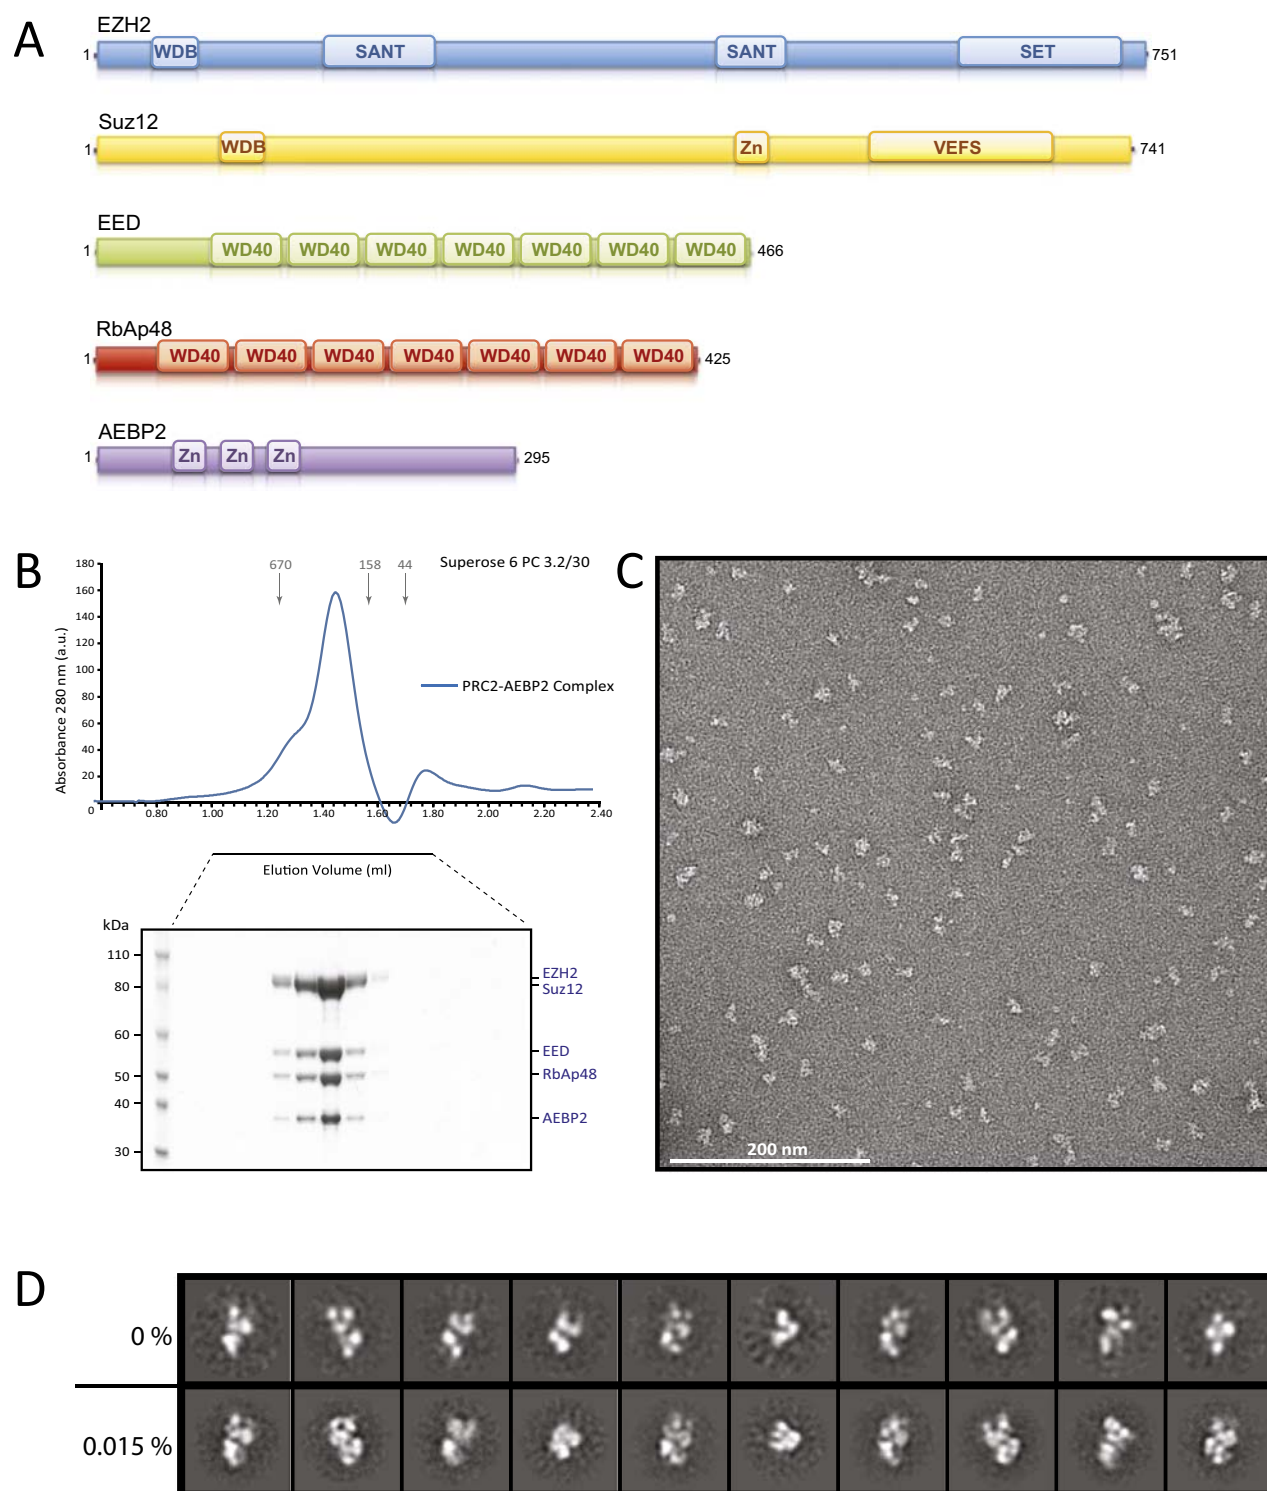 A
EZH2
1 WDB SANT SANT SET 751
Suz12
1 WDB Zn VEFS 741
EED
1 WD40 WD40 WD40 WD40 WD40 WD40 WD40 466
RbAp48
1 WD40 WD40 WD40 WD40 WD40 WD40 WD40 425
AEBP2
1 Zn Zn Zn 295
B
Superose 6 PC 3.2/30
670 158 44
Absorbance 280 nm (a.u.)
180
160
140
120
100
80
60
40
20
0
PRC2-AEBP2 Complex
0.80 1.00 1.20 1.40 1.60 1.80 2.00 2.20 2.40
Elution Volume (ml)
kDa
110
80
60
50
40
30
EZH2
Suz12
EED
RbAp48
AEBP2
C
200 nm
D
0 %
0.015 %